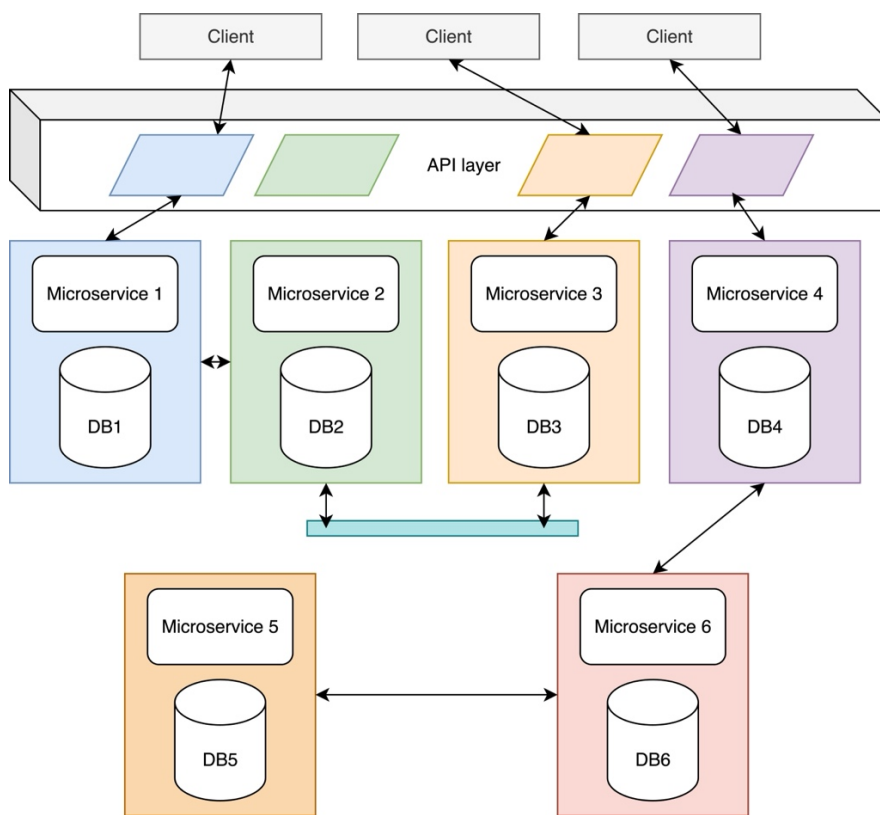 Client
Client
Client
API layer
Microservice 1
Microservice 2
Microservice 3
Microservice 4
DB1
DB2
DB3
DB4
Microservice 5
Microservice 6
DB5
DB6